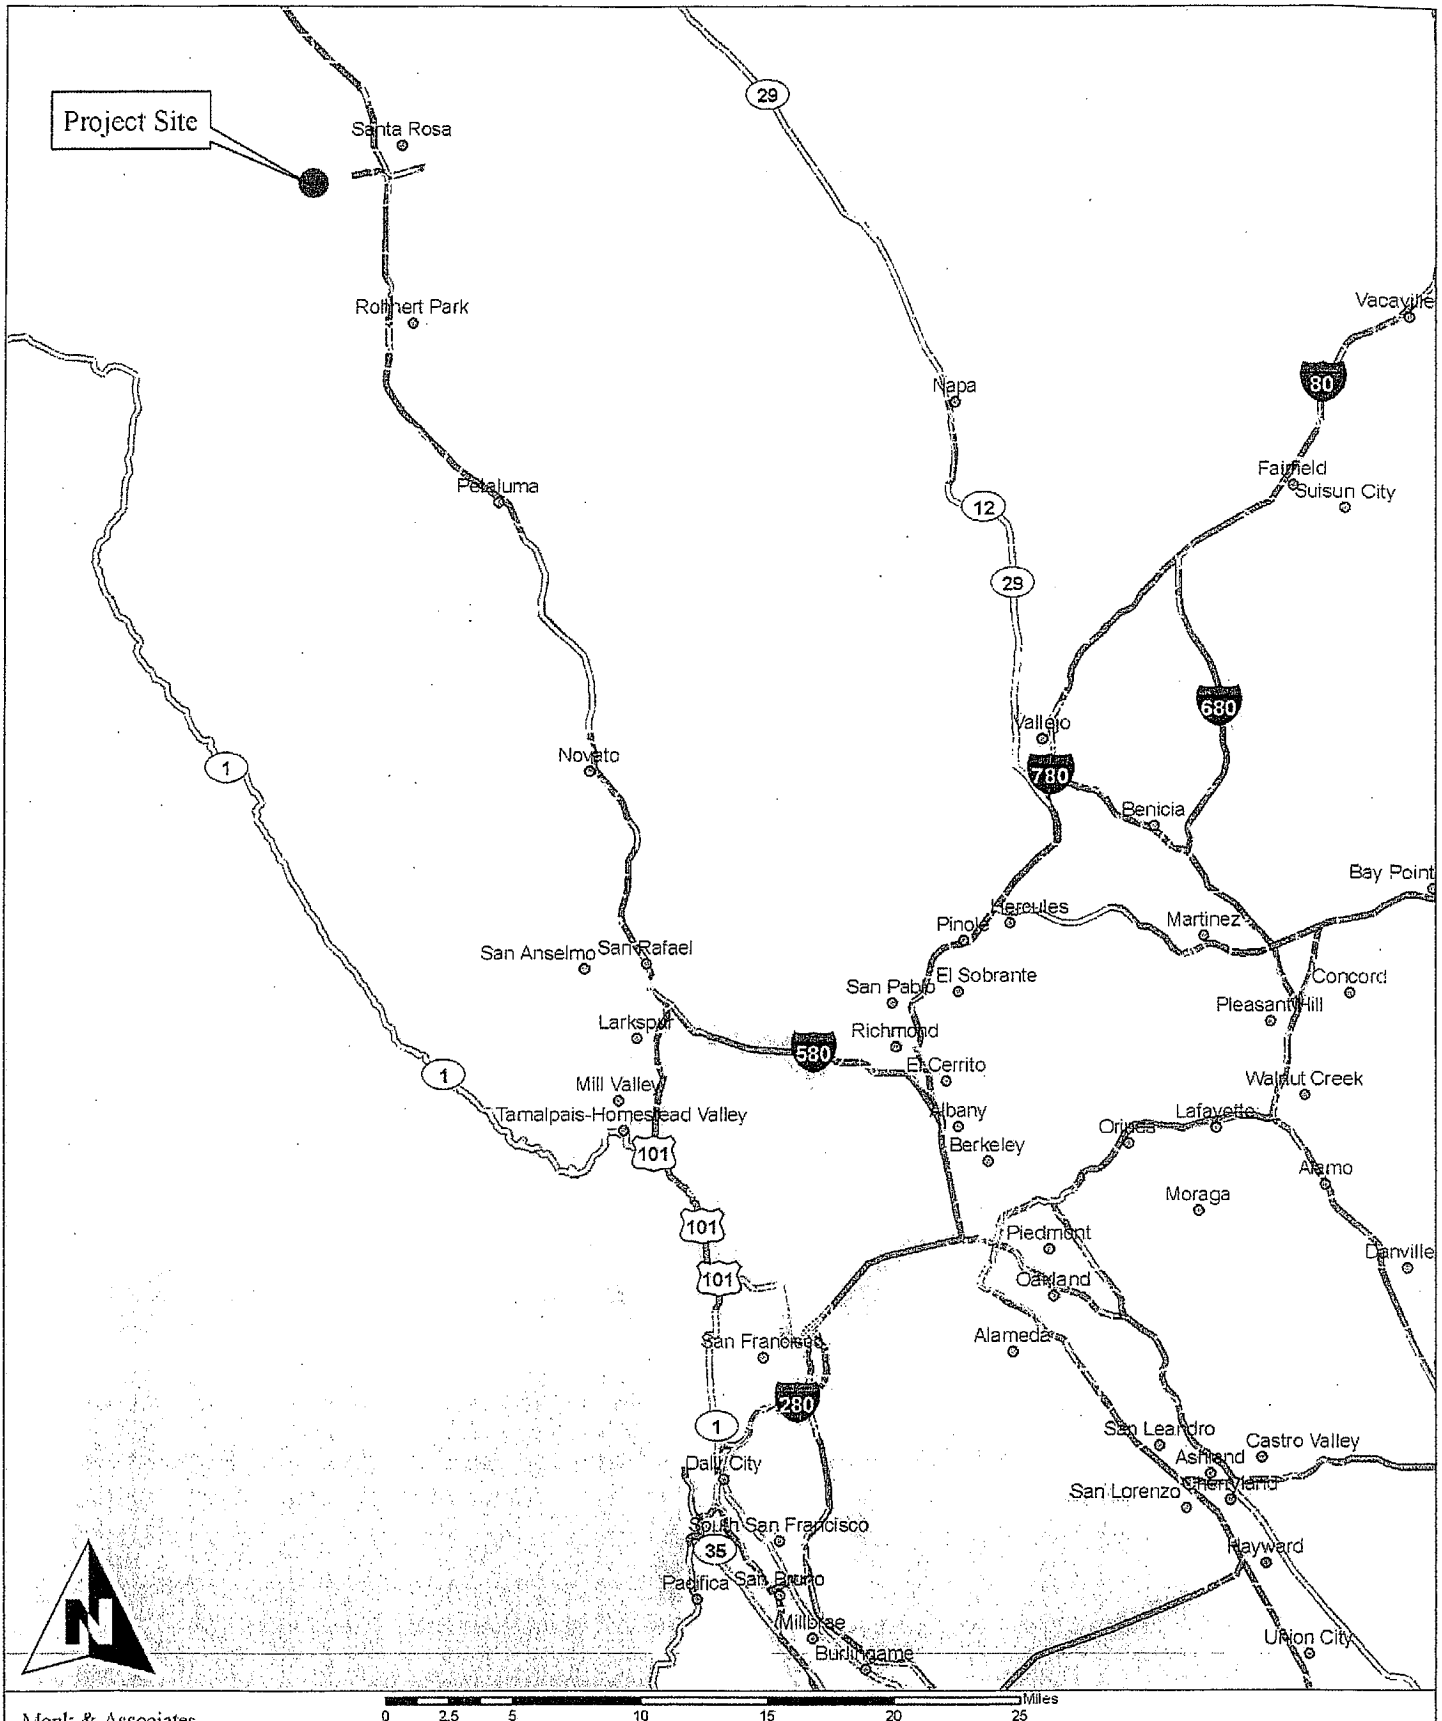 29
Project Site
Santa Rosa
Rohnert Park
Vacaville
80
Napa
Fairfield
Petaluma
Suisun City
12
29
680
Vallejo
Novato
1
780
Benicia
Bay Point
Hercules
Martinez
Pinole
San Anselmo
San Rafael
El Sobrante
Concord
San Pablo
Pleasant Hill
Larkspur
Richmond
580
El Cerrito
1
Mill Valley
Walnut Creek
Tamalpais-Homestead Valley
Albany
Lafayette
Orinda
101
Berkeley
Alamo
Moraga
101
Piedmont
Danville
101
Oakland
San Francisco
Alameda
280
1
San Leandro
Castro Valley
Ashland
Daly City
San Lorenzo
Cherryland
South San Francisco
35
Hayward
Pacifica
San Bruno
N
Millbrae
Union City
Burlingame
Miles
Monk & Associates
0 2.5 5 10 15 20 25